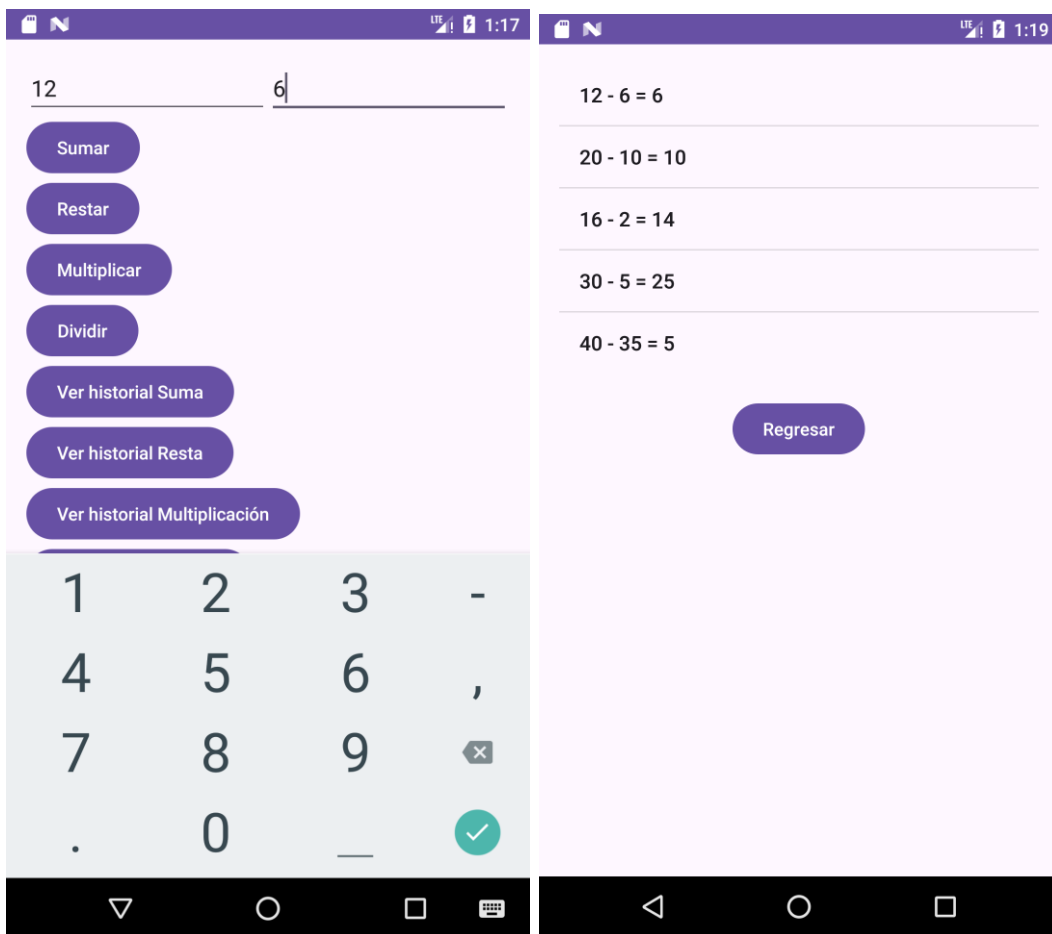 LTE 1:17
12 6
Sumar
Restar
Multiplicar
Dividir
Ver historial Suma
Ver historial Resta
Ver historial Multiplicación
1 2 3 -
4 5 6 ,
7 8 9
. 0 _
LTE 1:19
12 - 6 = 6
20 - 10 = 10
16 - 2 = 14
30 - 5 = 25
40 - 35 = 5
Regresar